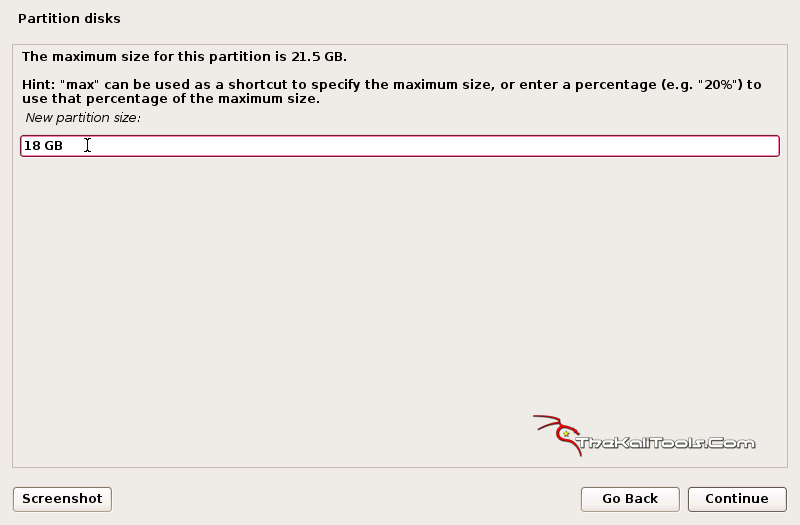 Partition disks
The maximum size for this partition is 21.5 GB.
Hint: "max" can be used as a shortcut to specify the maximum size, or enter a percentage (e.g. "20%") to
use that percentage of the maximum size.
New partition size:
18 GB
TheKaliTools.Com
Screenshot
Go Back
Continue